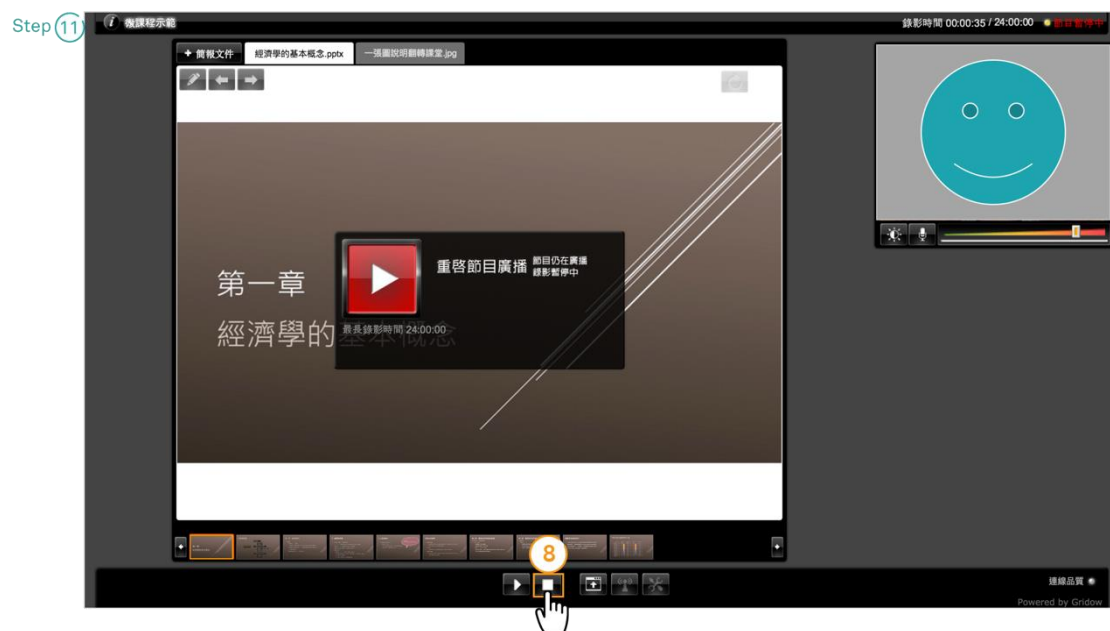 Step 11
微課程示範
錄影時間 00:00:35 / 24:00:00 節目暫停中
+ 簡報文件 經濟學的基本概念.pptx 一張圖說明翻轉課堂.jpg
第一章
經濟學的基本概念
重啓節目廣播 節目仍在廣播
錄影暫停中
最長錄影時間 24:00:00
8
連線品質
Powered by Gridow